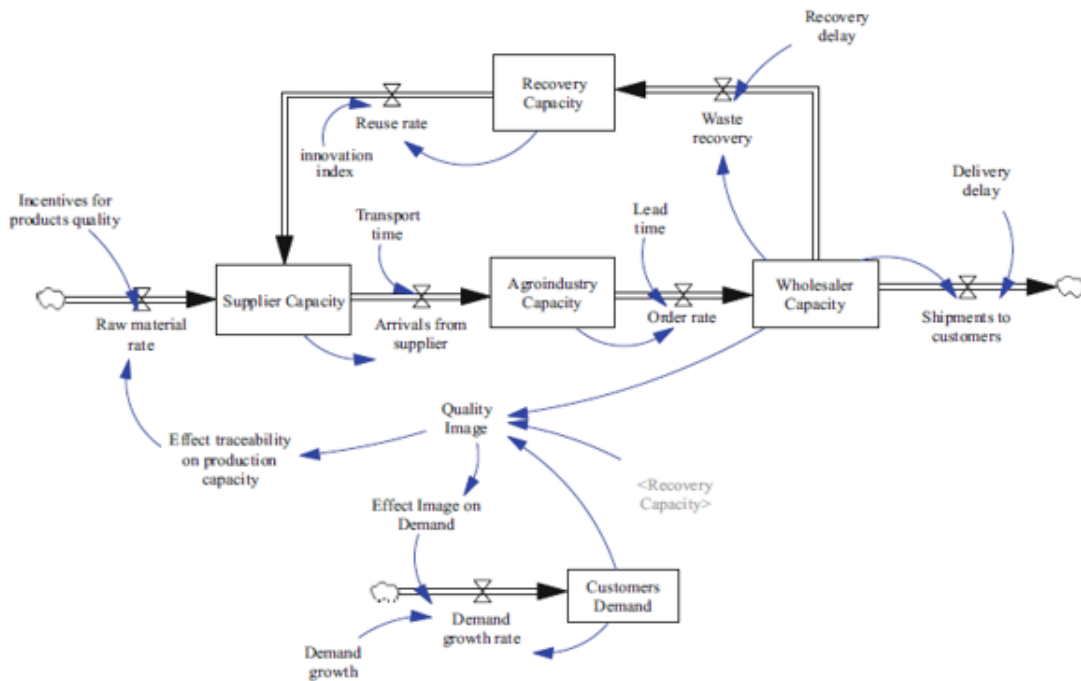 Recovery
delay
Recovery
Capacity
Reuse rate
Waste
recovery
innovation
index
Delivery
delay
Incentives for
products quality
Transport
time
Lead
time
Supplier Capacity
Agroindustry
Capacity
Wholesaler
Capacity
Raw material
rate
Arrivals from
supplier
Order rate
Shipments to
customers
Quality
Image
Effect traceability
on production
capacity
<Recovery
Capacity>
Effect Image on
Demand
Customers
Demand
Demand
growth rate
Demand
growth